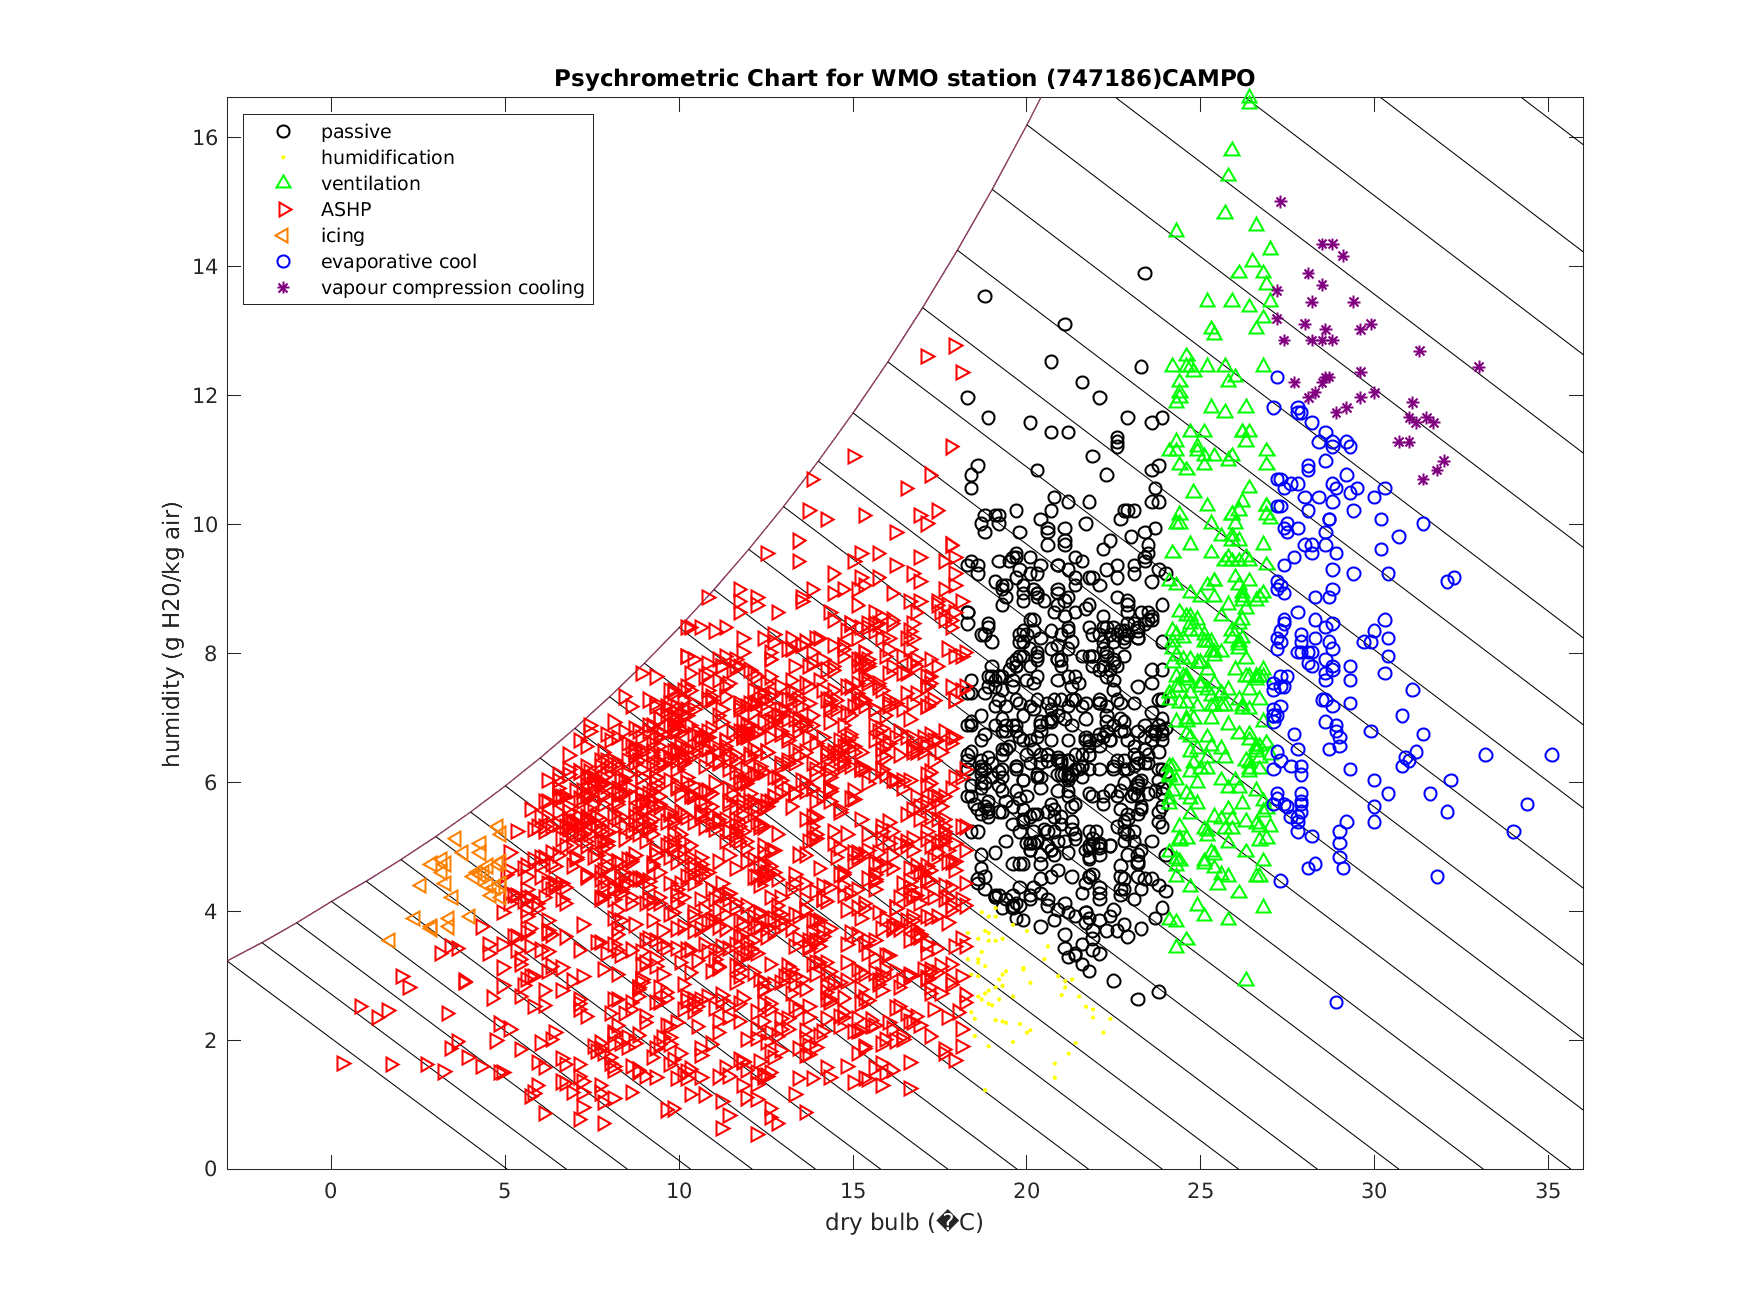 Psychrometric Chart for WMO station (747186)CAMPO
passive
humidification
ventilation
ASHP
icing
evaporative cool
vapour compression cooling
humidity (g H20/kg air)
16
14
12
10
8
6
4
2
0
0 5 10 15 20 25 30 35
dry bulb (�C)